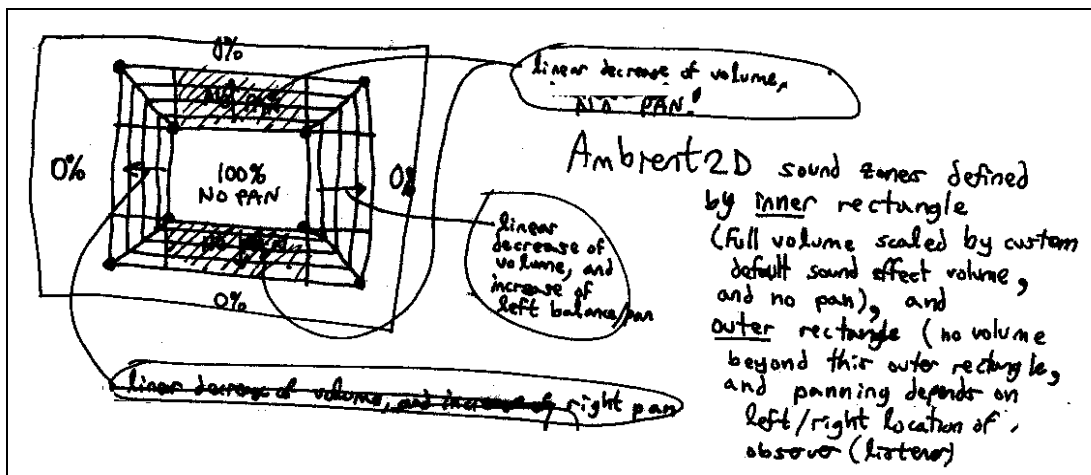 0%
NO PAN
0%
100%
NO PAN
0%
NO PAN
0%
linear decrease of volume,
NO PAN!
linear
decrease of
volume, and
increase of
left balance/pan
linear decrease of volume, and increase of right pan
Ambient2D sound zones defined
by inner rectangle
(full volume scaled by custom
default sound effect volume,
and no pan), and
outer rectangle (no volume
beyond this outer rectangle,
and panning depends on
left/right location of
observer (listener)